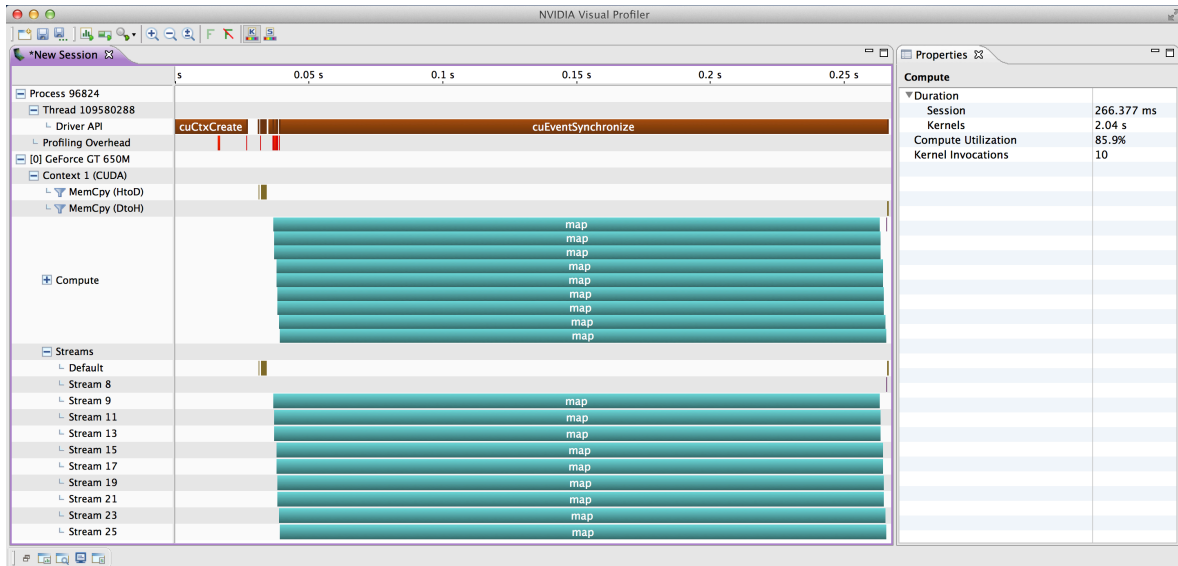 NVIDIA Visual Profiler
*New Session
Properties
s 0.05 s 0.1 s 0.15 s 0.2 s 0.25 s
Process 96824
Thread 109580288
Driver API cuCtxCreate cuEventSynchronize
Profiling Overhead
[0] GeForce GT 650M
Context 1 (CUDA)
MemCpy (HtoD)
MemCpy (DtoH)
map
map
map
map
Compute map
map
map
map
map
Streams
Default
Stream 8
Stream 9 map
Stream 11 map
Stream 13 map
Stream 15 map
Stream 17 map
Stream 19 map
Stream 21 map
Stream 23 map
Stream 25 map
Compute
Duration
Session 266.377 ms
Kernels 2.04 s
Compute Utilization 85.9%
Kernel Invocations 10